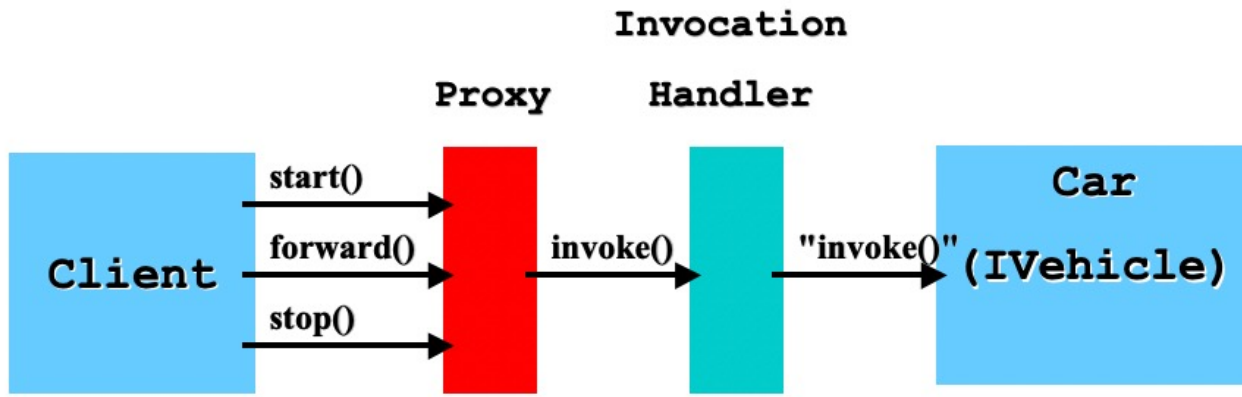 Invocation
Proxy
Handler
start()
forward()
stop()
Client
invoke()
"invoke()"
Car
(IVehicle)